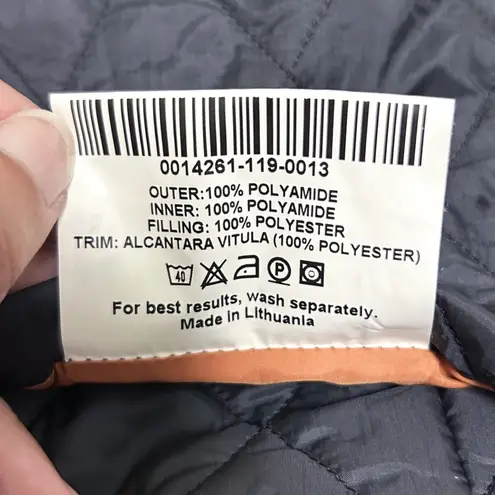 0014261-119-0013
OUTER:100% POLYAMIDE
INNER: 100% POLYAMIDE
FILLING: 100% POLYESTER
TRIM: ALCANTARA VITULA (100% POLYESTER)
40 P
For best results, wash separately.
Made in Lithuania